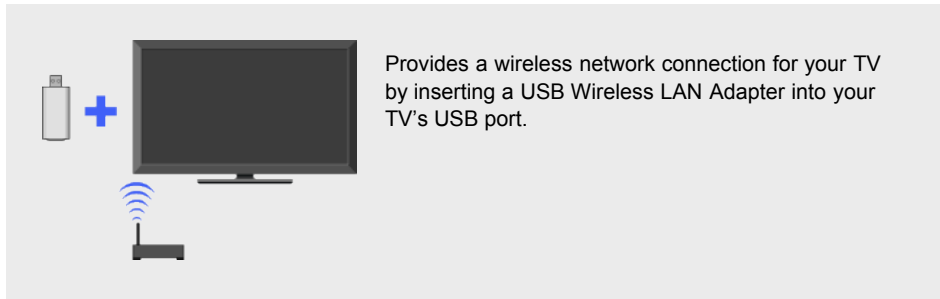 Provides a wireless network connection for your TV
by inserting a USB Wireless LAN Adapter into your
TV’s USB port.